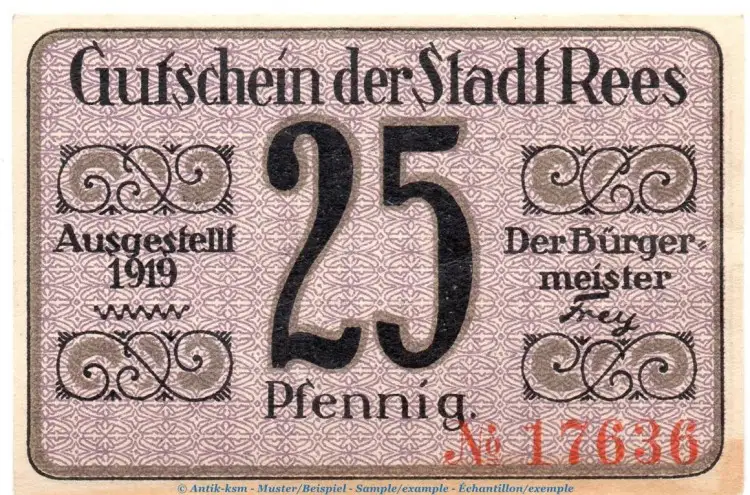 Gutschein der Stadt Rees
25
Pfennig.
Ausgestellt
1919
Der Bürger-
meister
Frey
№ 17636
© Antik-ksm - Muster/Beispiel - Sample/example - Échantillon/exemple